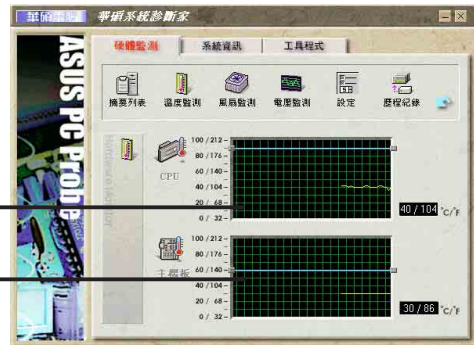 華碩系統診斷家
ASUS PC Probe
硬體監測
系統資訊
工具程式
摘要列表
溫度監測
風扇監測
電壓監測
設定
歷程紀錄
Hardware Monitor
CPU
100 / 212
80 / 176
60 / 140
40 / 104
20 / 68
0 / 32
40 / 104 °C/°F
主機板
100 / 212
80 / 176
60 / 140
40 / 104
20 / 68
0 / 32
30 / 86 °C/°F